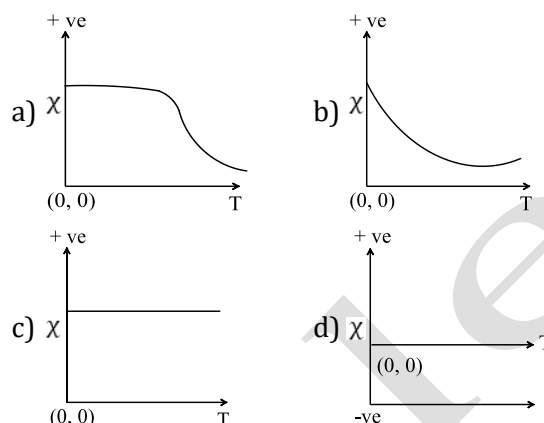 + ve
+ ve
a) χ
b) χ
(0, 0) T
(0, 0) T
+ ve
+ ve
c) χ
d) χ
T
(0, 0)
(0, 0) T
-ve